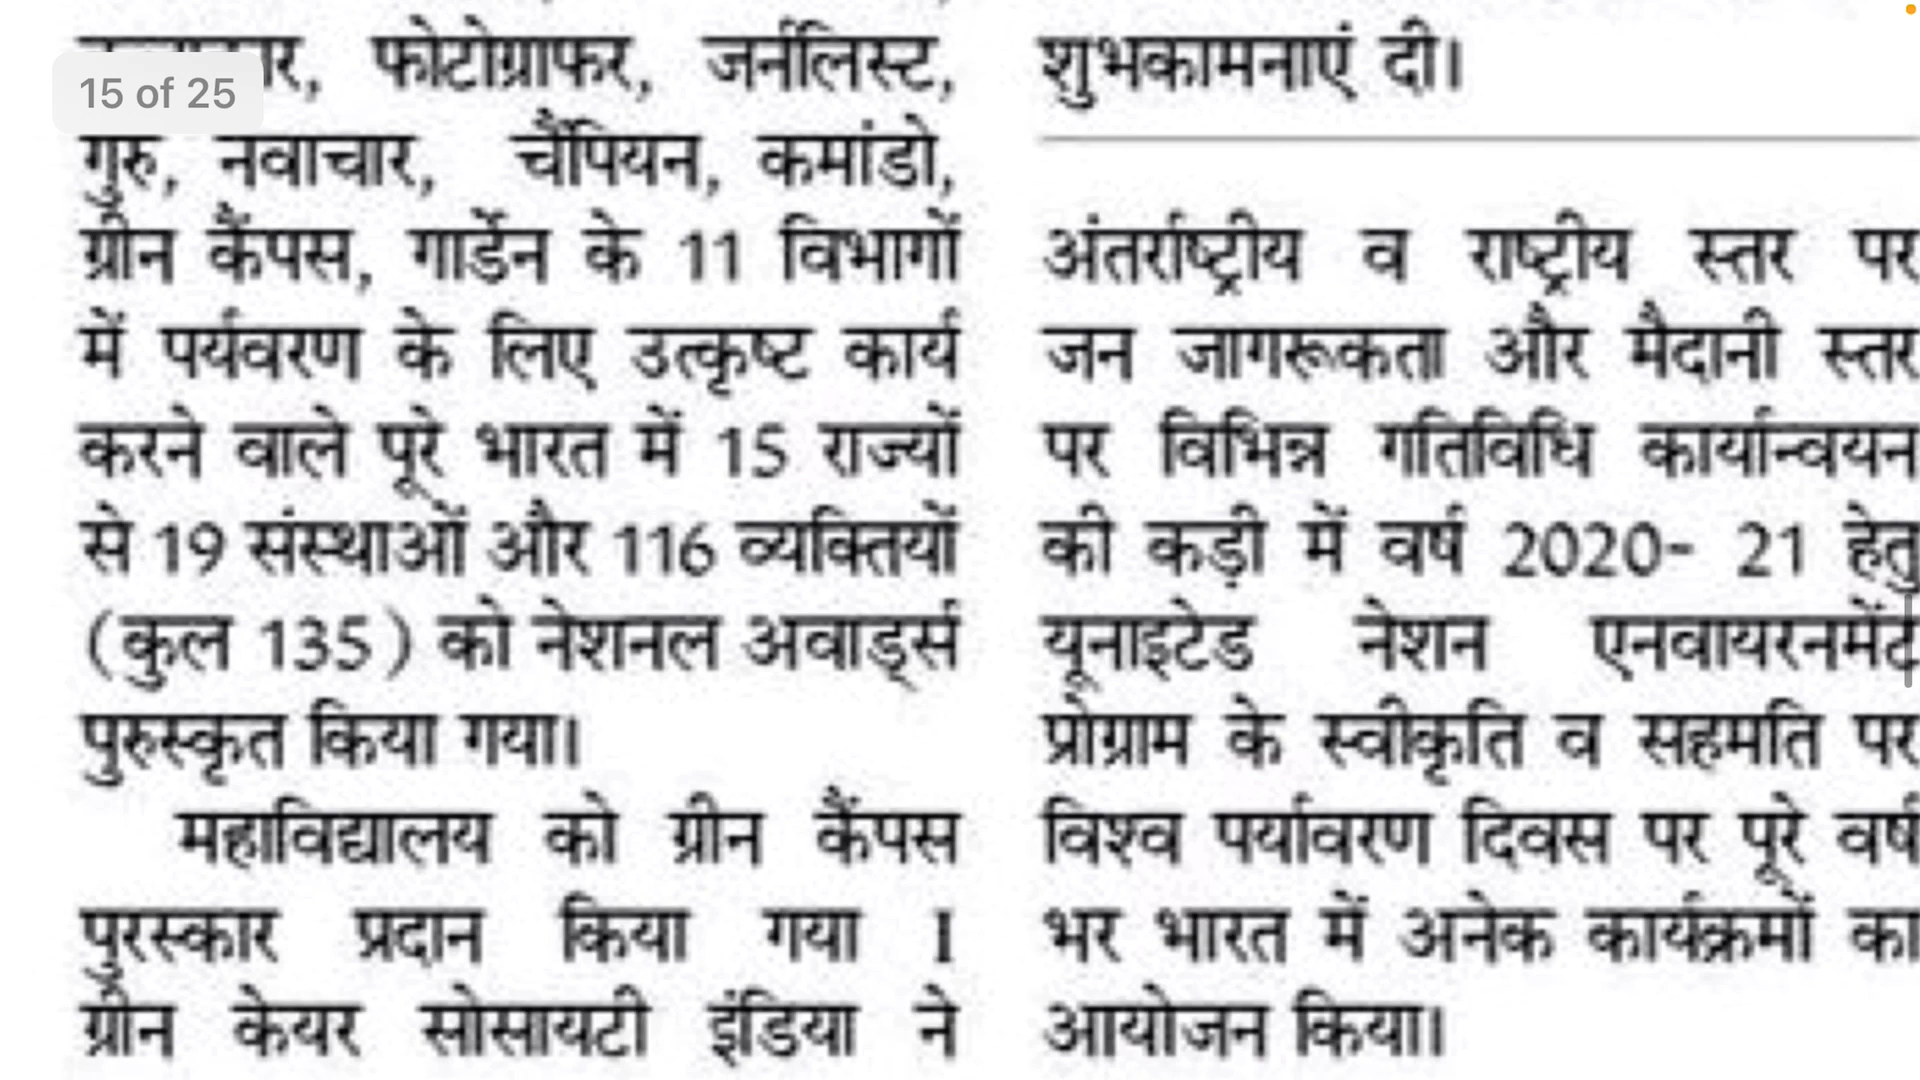 15 of 25
फोटोग्राफर, जर्नलिस्ट,
गुरु, नवाचार, चैंपियन, कमांडो,
ग्रीन कैंपस, गार्डेन के 11 विभागों
में पर्यवरण के लिए उत्कृष्ट कार्य
करने वाले पूरे भारत में 15 राज्यों
से 19 संस्थाओं और 116 व्यक्तियों
(कुल 135) को नेशनल अवार्ड्स
पुरुस्कृत किया गया।
महाविद्यालय को ग्रीन कैंपस
पुरस्कार प्रदान किया गया I
ग्रीन केयर सोसायटी इंडिया ने
शुभकामनाएं दी।
अंतर्राष्ट्रीय व राष्ट्रीय स्तर पर
जन जागरूकता और मैदानी स्तर
पर विभिन्न गतिविधि कार्यान्वयन
की कड़ी में वर्ष 2020- 21 हेतु
यूनाइटेड नेशन एनवायरनमेंट
प्रोग्राम के स्वीकृति व सहमति पर
विश्व पर्यावरण दिवस पर पूरे वर्ष
भर भारत में अनेक कार्यक्रमों का
आयोजन किया।